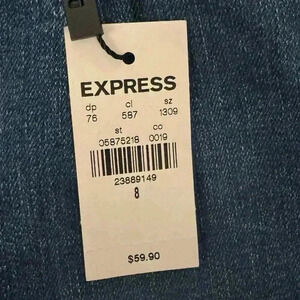 EXPRESS
dp cl sz
76 587 1309
st co
05875218 0019
23889149
8
$59.90